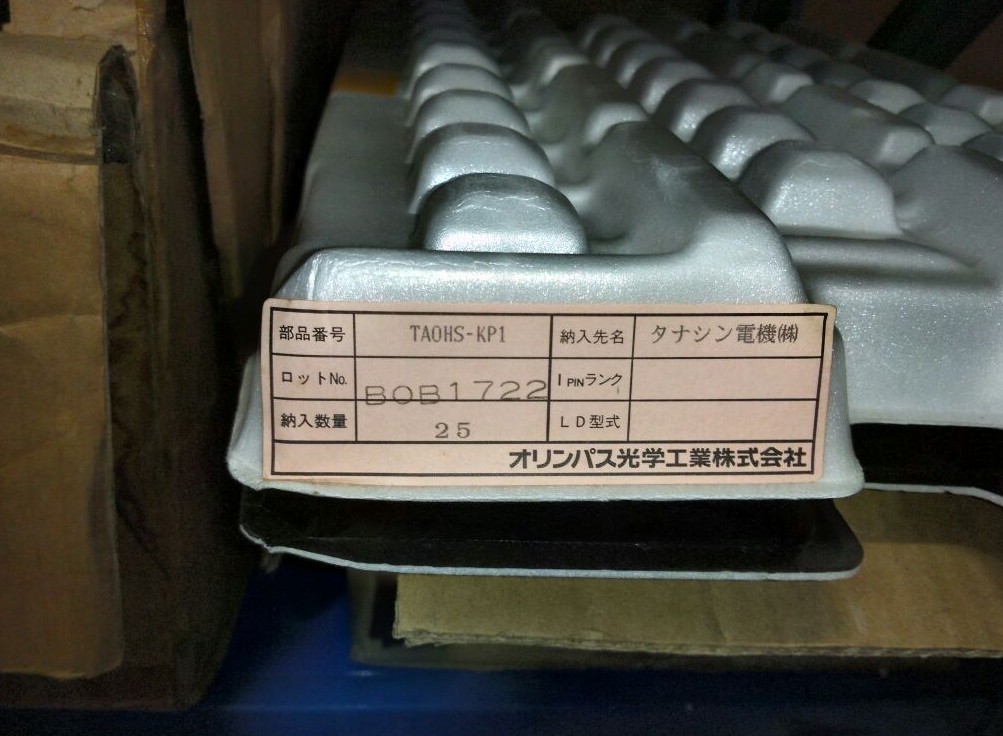 部品番号 TAOHS-KP1 納入先名 タナシン電機㈱
ロットNo. BOB1722 I PINランク
納入数量 25 LD型式
オリンパス光学工業株式会社